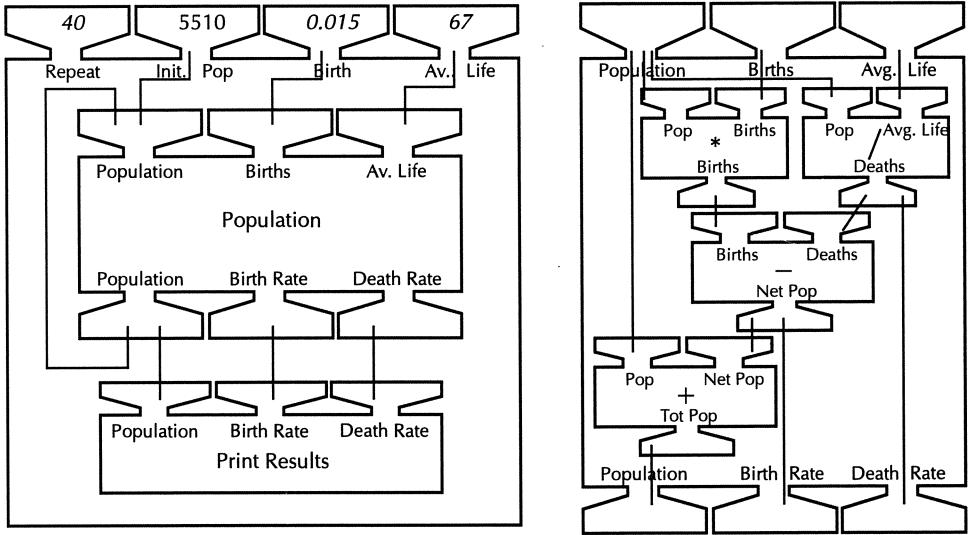 40 5510 0.015 67
Repeat Init. Pop Birth Av.. Life
Population Births Av. Life
Population
Population Birth Rate Death Rate
Population Birth Rate Death Rate
Print Results
Population Births Avg. Life
Pop Births Pop Avg. Life
* /
Births Deaths
Births Deaths
−
Net Pop
Pop Net Pop
+
Tot Pop
Population Birth Rate Death Rate